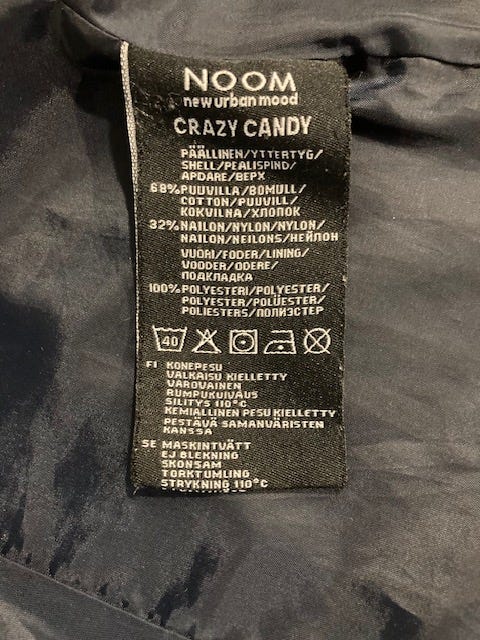 NOOM
new urban mood
CRAZY CANDY
PÄÄLLINEN/YTTERTYG/
SHELL/PEALISPIND/
APDARE/ВЕРХ
68%PUUVILLA/BOMULL/
COTTON/PUUVILL/
KOKVILNA/ХЛОПОК
32%NAILON/NYLON/NYLON/
NAILON/NEILONS/НЕЙЛОН
VUORI/FODER/LINING/
VOODER/ODERE/
ПОДКЛАДКА
100%POLYESTERI/POLYESTER/
POLYESTER/POLÜESTER/
POLIESTERS/ПОЛИЭСТЕР
40
FI KONEPESU
VALKAISU KIELLETTY
VAROVAINEN
RUMPUKUIVAUS
SILITYS 110°C
KEMIALLINEN PESU KIELLETTY
PESTÄVÄ SAMANVÄRISTEN
KANSSA
SE MASKINTVÄTT
EJ BLEKNING
SKONSAM
TORKTUMLING
STRYKNING 110°C